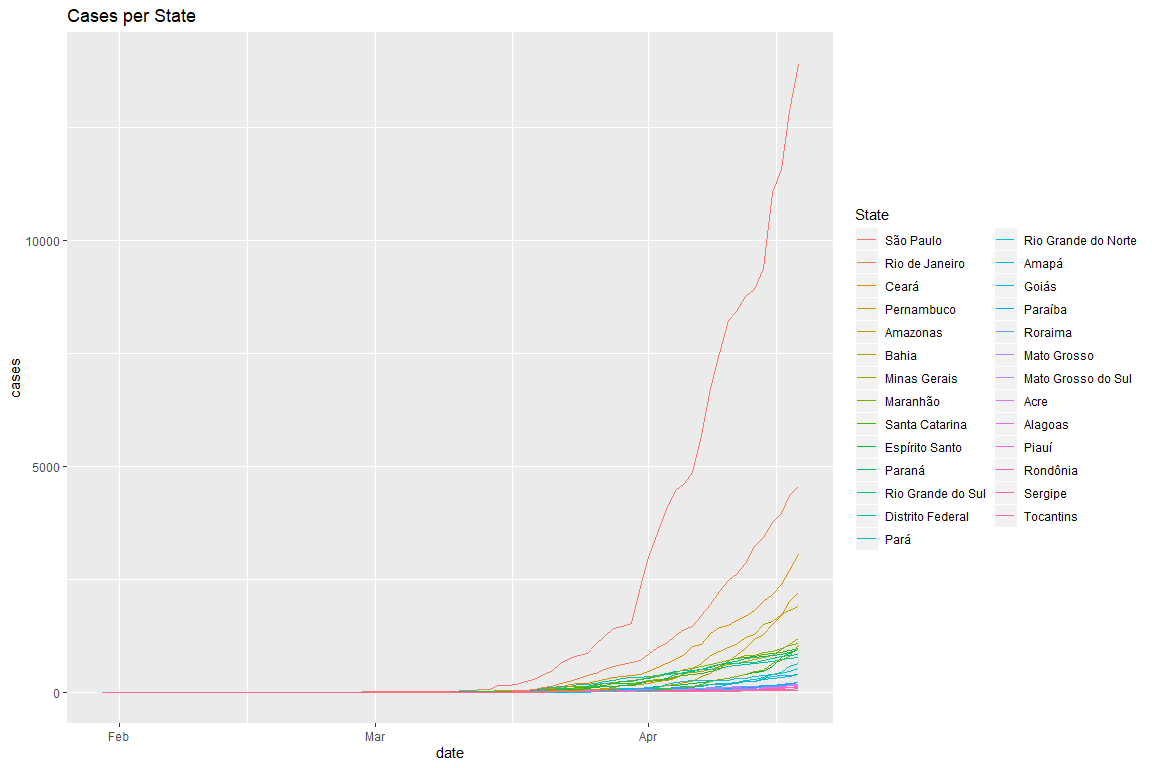 Cases per State
10000
5000
0
cases
Feb
Mar
Apr
date
State
São Paulo
Rio de Janeiro
Ceará
Pernambuco
Amazonas
Bahia
Minas Gerais
Maranhão
Santa Catarina
Espírito Santo
Paraná
Rio Grande do Sul
Distrito Federal
Pará
Rio Grande do Norte
Amapá
Goiás
Paraíba
Roraima
Mato Grosso
Mato Grosso do Sul
Acre
Alagoas
Piauí
Rondônia
Sergipe
Tocantins